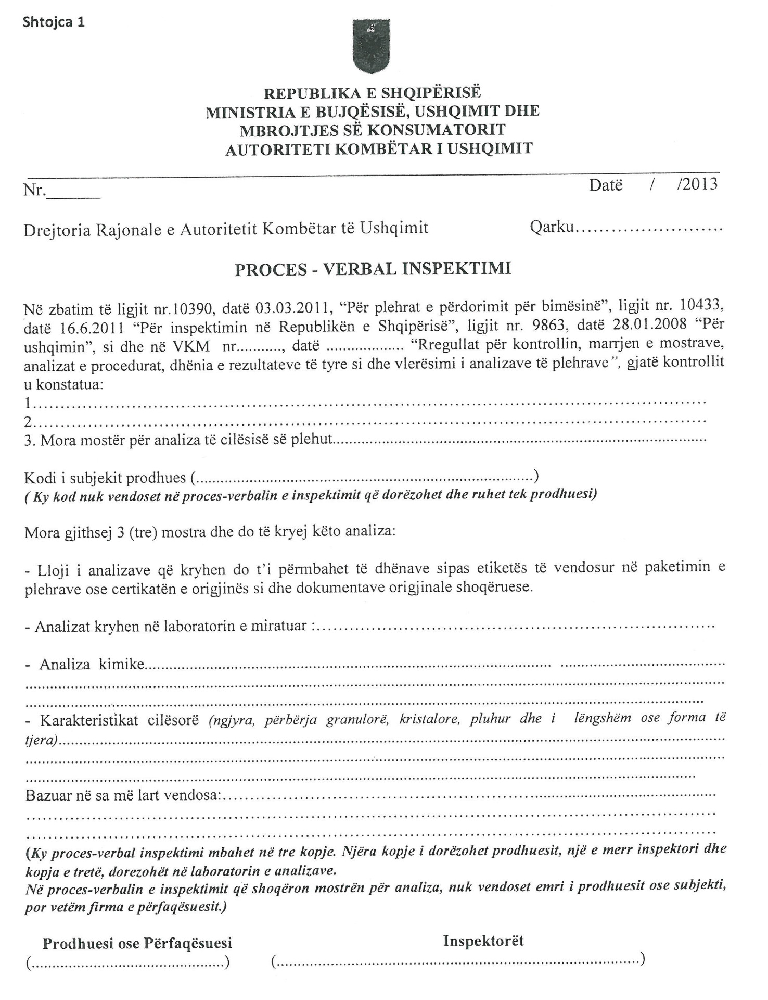 Shtojca 1
REPUBLIKA E SHQIPËRISË
MINISTRIA E BUJQËSISË, USHQIMIT DHE
MBROJTJES SË KONSUMATORIT
AUTORITETI KOMBËTAR I USHQIMIT
Nr.______ Datë / /2013
Drejtoria Rajonale e Autoritetit Kombëtar të Ushqimit Qarku...........................
PROCES - VERBAL INSPEKTIMI
Në zbatim të ligjit nr.10390, datë 03.03.2011, “Për plehrat e përdorimit për bimësinë”, ligjit nr. 10433,
datë 16.6.2011 “Për inspektimin në Republikën e Shqipërisë”, ligjit nr. 9863, datë 28.01.2008 “Për
ushqimin”, si dhe në VKM nr..........., datë ................... “Rregullat për kontrollin, marrjen e mostrave,
analizat e procedurat, dhënia e rezultateve të tyre si dhe vlerësimi i analizave të plehrave”, gjatë kontrollit
u konstatua:
1...............................................................................................................
2...............................................................................................................
3. Mora mostër për analiza të cilësisë së plehut..........................................................................................
Kodi i subjekit prodhues (..................................................................................)
( Ky kod nuk vendoset në proces-verbalin e inspektimit që dorëzohet dhe ruhet tek prodhuesi)
Mora gjithsej 3 (tre) mostra dhe do të kryej këto analiza:
- Lloji i analizave që kryhen do t’i përmbahet të dhënave sipas etiketës të vendosur në paketimin e
plehrave ose certikatën e origjinës si dhe dokumentave origjinale shoqëruese.
- Analizat kryhen në laboratorin e miratuar :..........................................................................
- Analiza kimike.................................................................................................. ........................................
..........................................................................................................................................................................
....................................................................................................................................................................
- Karakteristikat cilësorë (ngjyra, përbërja granulorë, kristalore, pluhur dhe i lëngshëm ose forma të
tjera)..................................................................................................................................................................
..........................................................................................................................................................................
..................................................................................................................................................................
Bazuar në sa më lart vendosa:..........................................................................................................
...............................................................................................................................
...............................................................................................................................
(Ky proces-verbal inspektimi mbahet në tre kopje. Njëra kopje i dorëzohet prodhuesit, një e merr inspektori dhe
kopja e tretë, dorezohët në laboratorin e analizave.
Në proces-verbalin e inspektimit që shoqëron mostrën për analiza, nuk vendoset emri i prodhuesit ose subjekti,
por vetëm firma e përfaqësuesit.)
Prodhuesi ose Përfaqësuesi Inspektorët
(...............................................) (........................................................................................)